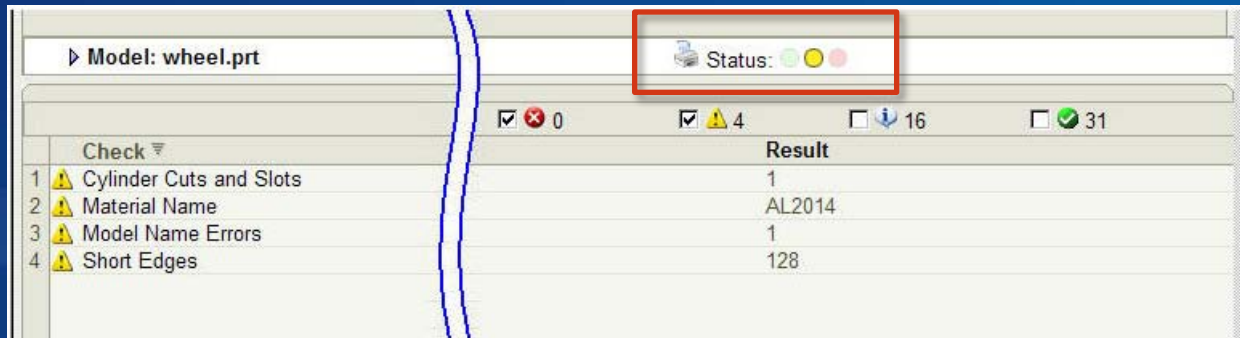 Model: wheel.prt Status:
0 4 16 31
Check Result
1 Cylinder Cuts and Slots 1
2 Material Name AL2014
3 Model Name Errors 1
4 Short Edges 128